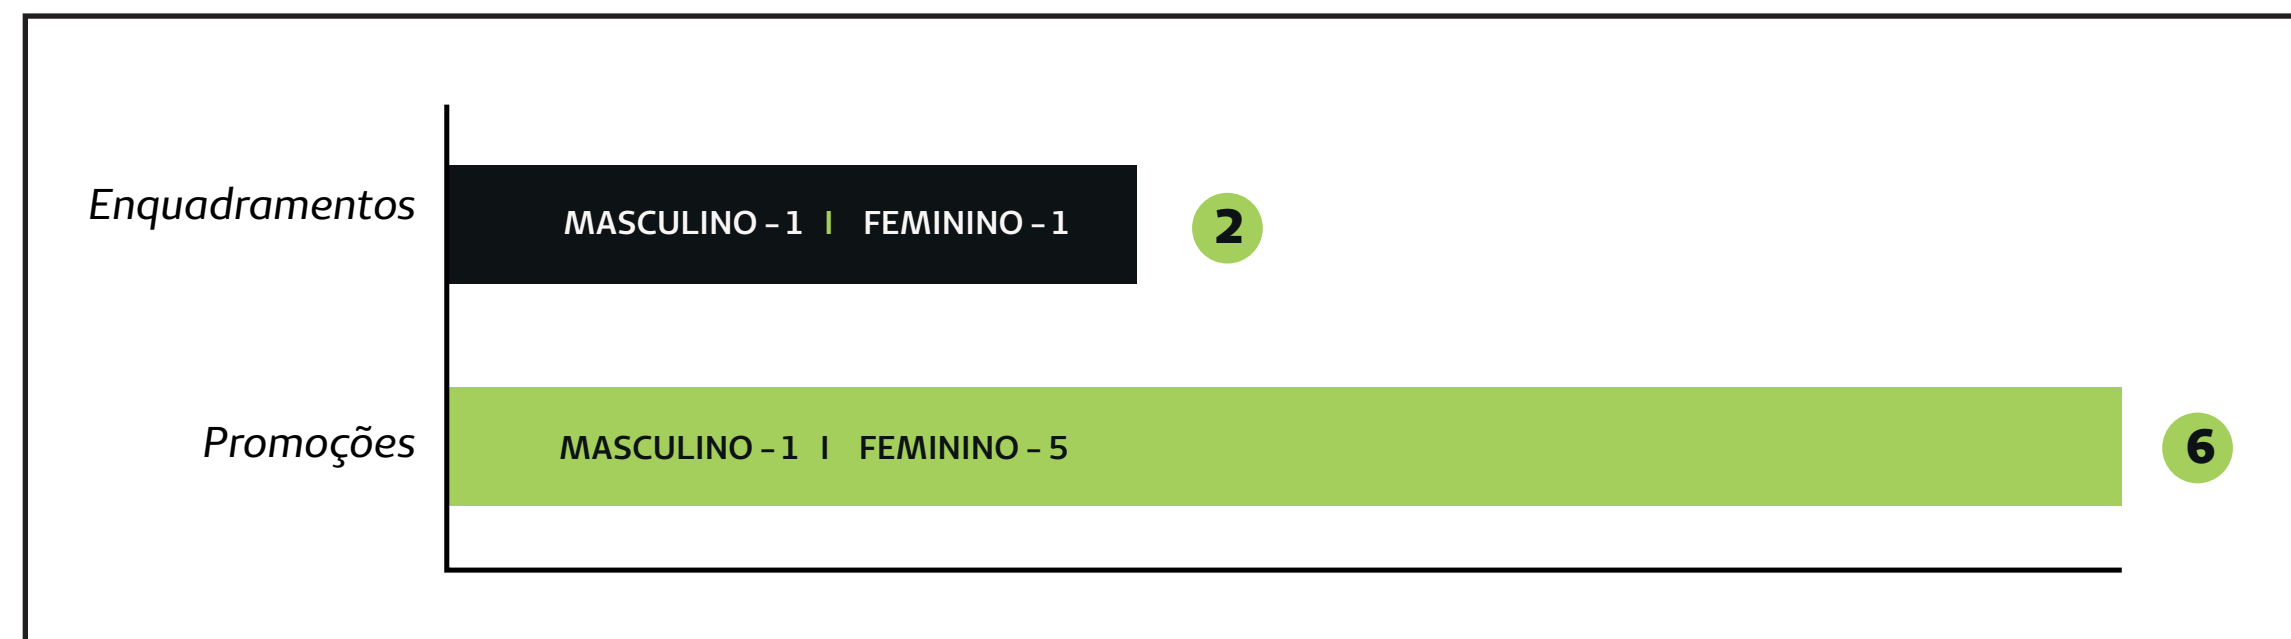 Enquadramentos
MASCULINO – 1 I FEMININO – 1
2
Promoções
MASCULINO – 1 I FEMININO – 5
6